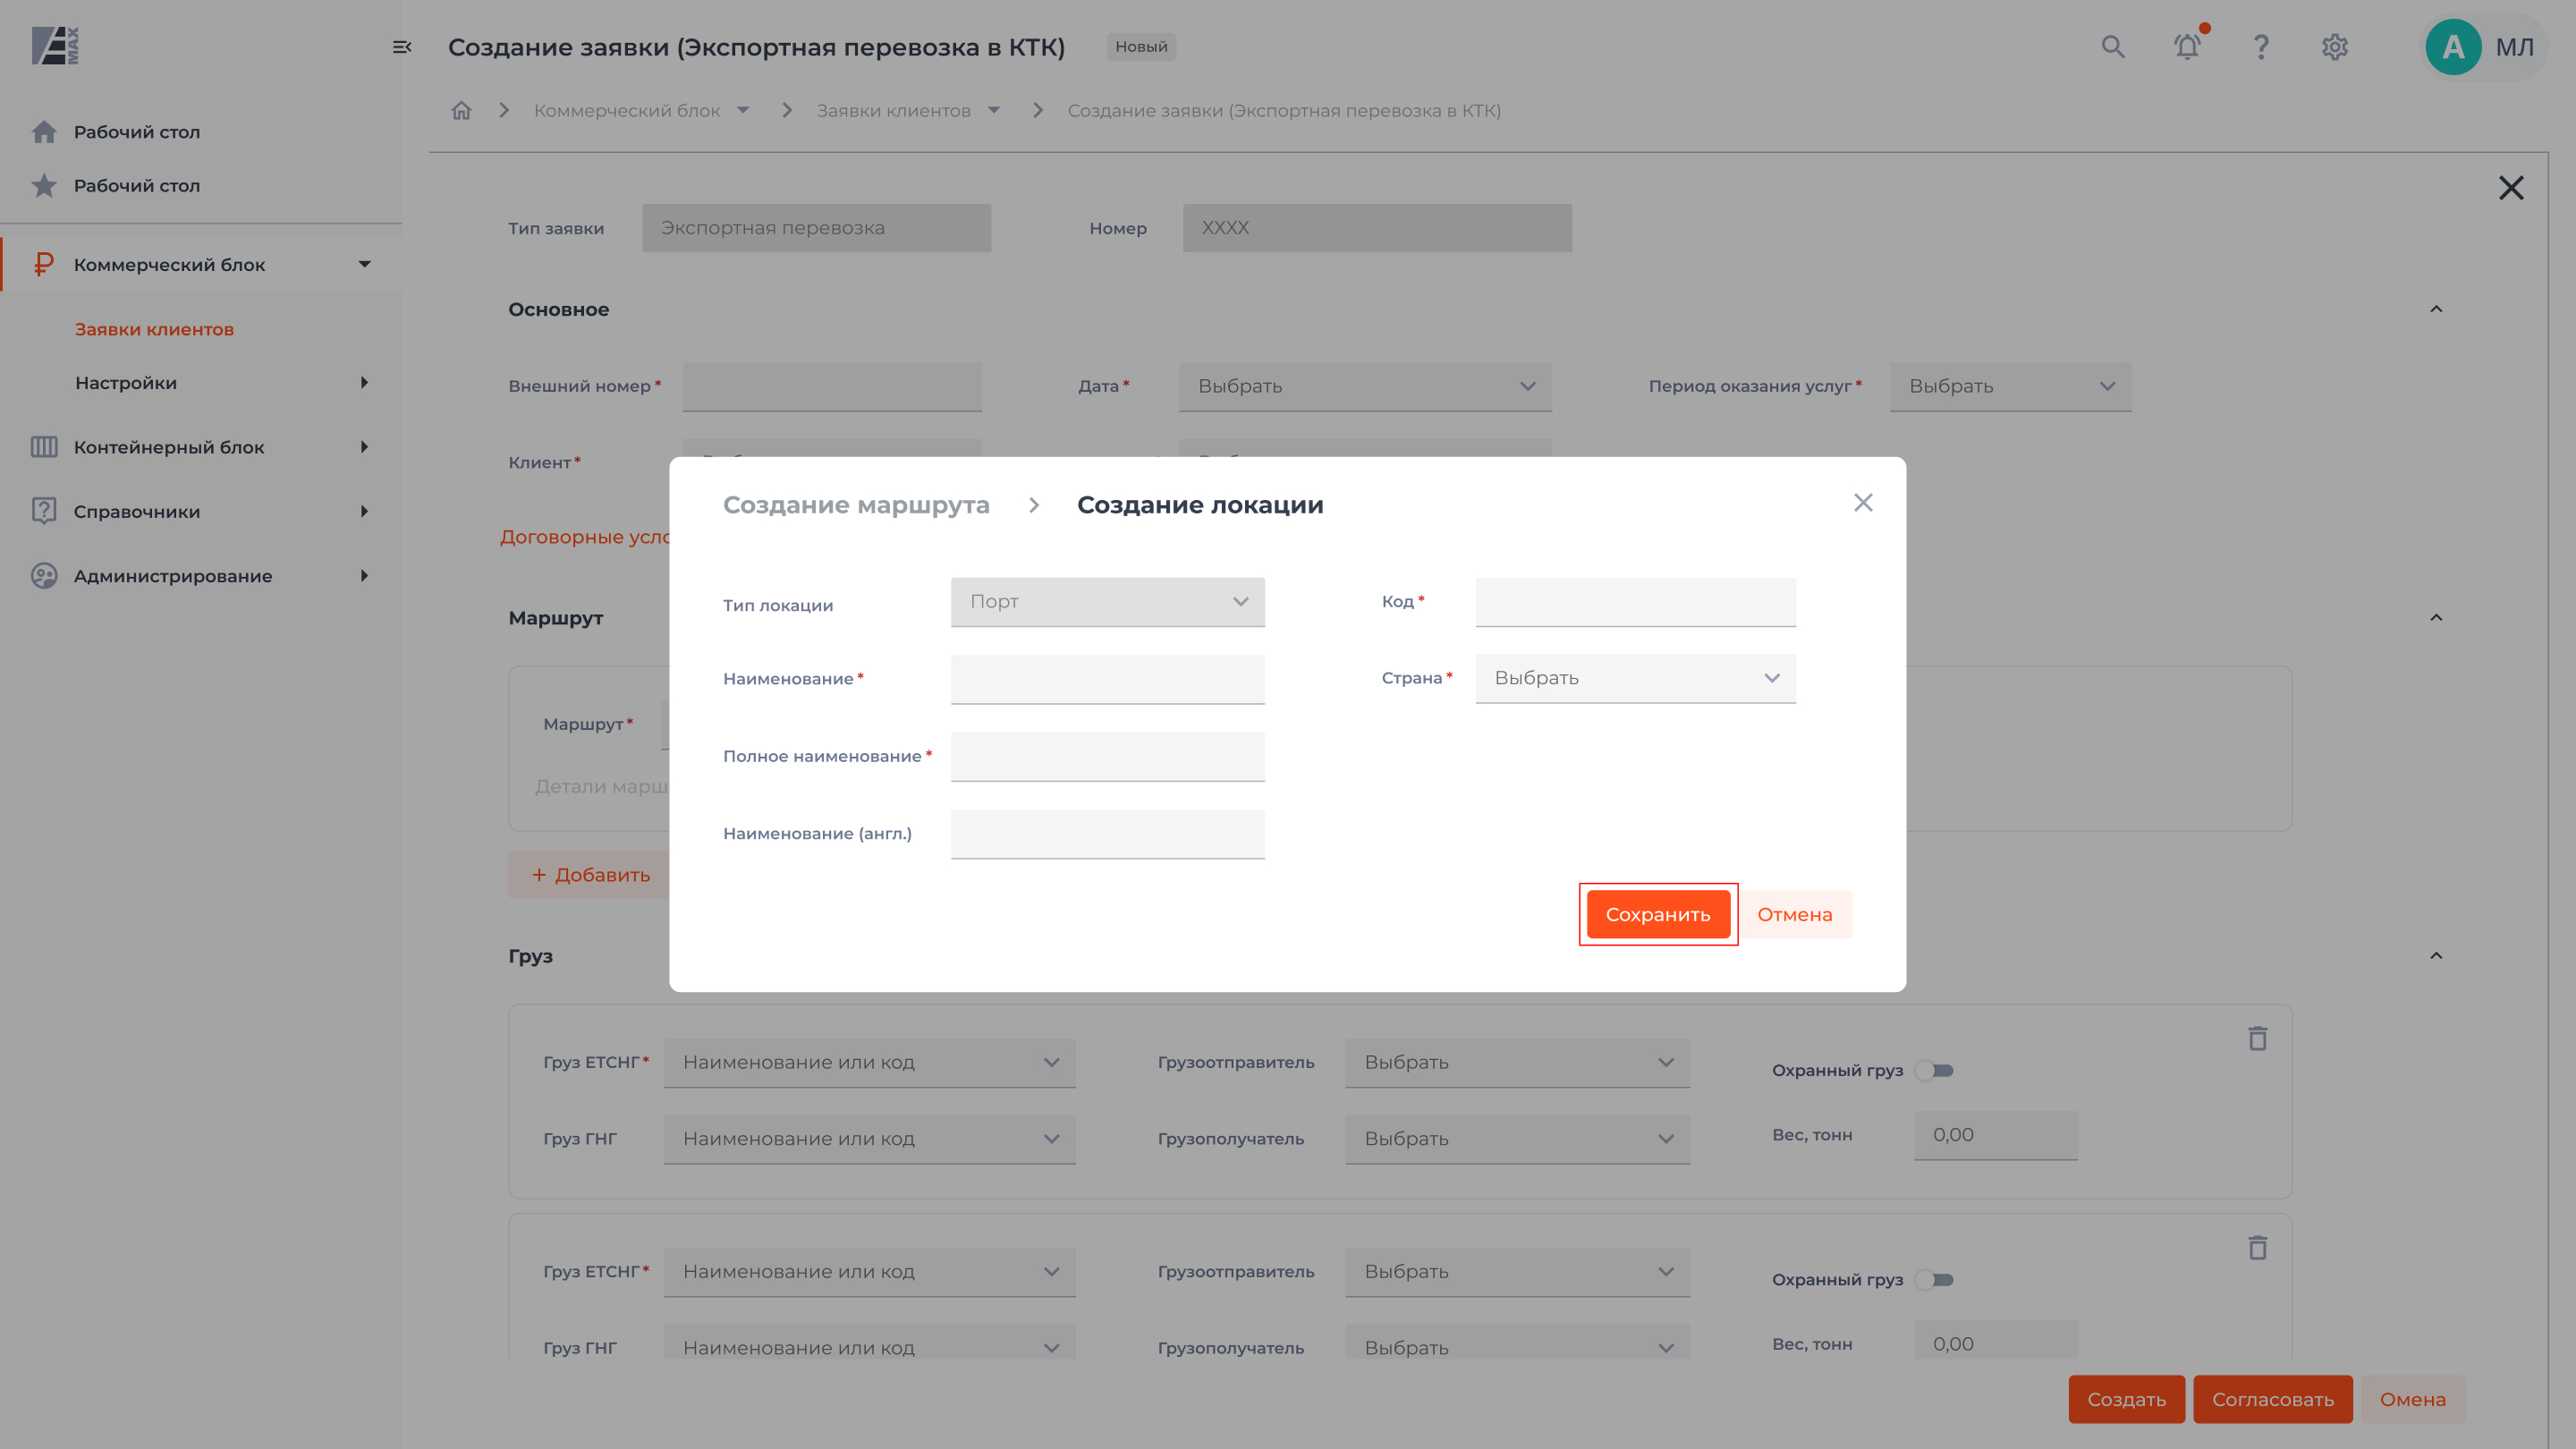 MAX
Создание заявки (Экспортная перевозка в КТК)
Новый
А
МЛ
Коммерческий блок
Заявки клиентов
Создание заявки (Экспортная перевозка в КТК)
Рабочий стол
Рабочий стол
Коммерческий блок
Заявки клиентов
Настройки
Контейнерный блок
Справочники
Администрирование
Тип заявки
Экспортная перевозка
Номер
XXXX
Основное
Внешний номер *
Дата *
Выбрать
Период оказания услуг *
Выбрать
Клиент *
Договорные усло
Создание маршрута > Создание локации
Тип локации
Порт
Код *
Наименование *
Страна *
Выбрать
Полное наименование *
Наименование (англ.)
Сохранить
Отмена
Маршрут
Маршрут *
Детали марш
+ Добавить
Груз
Груз ЕТСНГ *
Наименование или код
Грузоотправитель
Выбрать
Охранный груз
Груз ГНГ
Наименование или код
Грузополучатель
Выбрать
Вес, тонн
0,00
Груз ЕТСНГ *
Наименование или код
Грузоотправитель
Выбрать
Охранный груз
Груз ГНГ
Наименование или код
Грузополучатель
Выбрать
Вес, тонн
0,00
Создать
Согласовать
Омена